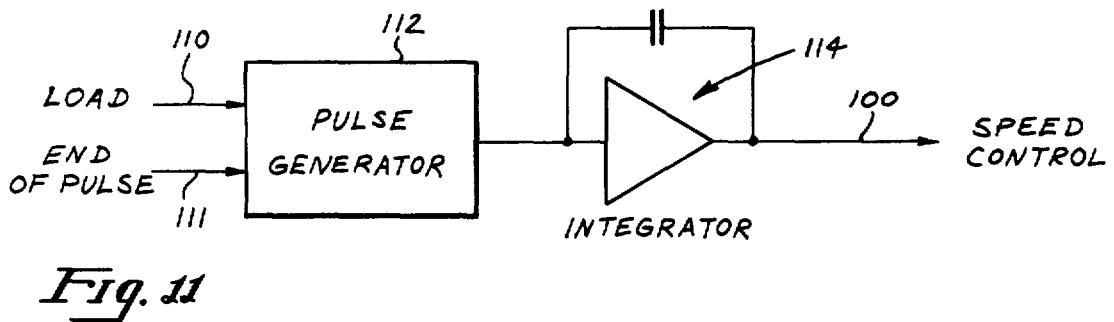 110
112
114
LOAD
PULSE
GENERATOR
100
SPEED
CONTROL
END
OF PULSE
111
INTEGRATOR
Fig. 11